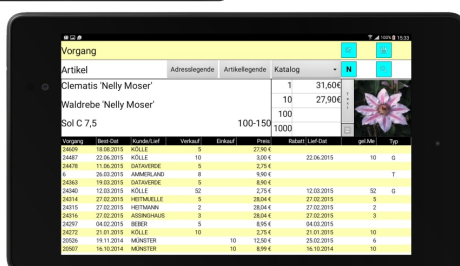 100% 15:33
Vorgang
Artikel Adresslegende Artikellegende Katalog N
Clematis 'Nelly Moser' 1 31,60€
Waldrebe 'Nelly Moser' 10 27,90€
100
Sol C 7,5 100-150 1000
Vorgang Best-Dat Kunde/Lief Verkauf Einkauf Preis Rabatt Lief-Dat gel.Me Typ
24609 18.08.2015 KÖLLE 5 27,90 €
24487 22.06.2015 KÖLLE 10 3,00 € 22.06.2015 10 G
24478 11.06.2015 DATAVERDE 5 2,75 €
6 26.03.2015 AMMERLAND 8 9,90 € T
24363 19.03.2015 DATAVERDE 5 8,90 €
24340 12.03.2015 KÖLLE 52 2,75 € 12.03.2015 52 G
24314 27.02.2015 HEITMUELLE 5 28,04 € 27.02.2015 5
24315 27.02.2015 HEITMANN 2 28,04 € 27.02.2015 2
24316 27.02.2015 ASSINGHAUS 3 28,04 € 27.02.2015 3
24297 04.02.2015 BEBER 5 8,95 € 04.03.2015
24272 21.01.2015 KÖLLE 10 2,75 € 21.01.2015 10
20526 19.11.2014 MÜNSTER 10 12,50 € 25.02.2015 6
20507 16.10.2014 MÜNSTER 10 8,99 € 16.10.2015 10